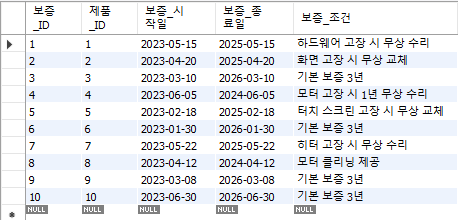 보증_ID 제품_ID 보증_시작일 보증_종료일 보증_조건
1 1 2023-05-15 2025-05-15 하드웨어 고장 시 무상 수리
2 2 2023-04-20 2025-04-20 화면 고장 시 무상 교체
3 3 2023-03-10 2026-03-10 기본 보증 3년
4 4 2023-06-05 2024-06-05 모터 고장 시 1년 무상 수리
5 5 2023-02-18 2025-02-18 터치 스크린 고장 시 무상 교체
6 6 2023-01-30 2026-01-30 기본 보증 3년
7 7 2023-05-22 2025-05-22 히터 고장 시 무상 수리
8 8 2023-04-12 2024-04-12 모터 클리닝 제공
9 9 2023-03-08 2026-03-08 기본 보증 3년
10 10 2023-06-30 2026-06-30 기본 보증 3년
NULL NULL NULL NULL NULL